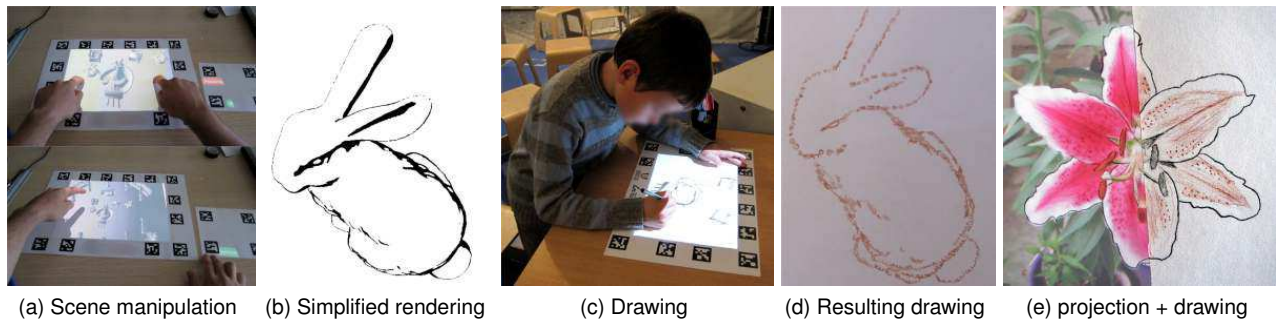 (a) Scene manipulation
(b) Simplified rendering
(c) Drawing
(d) Resulting drawing
(e) projection + drawing